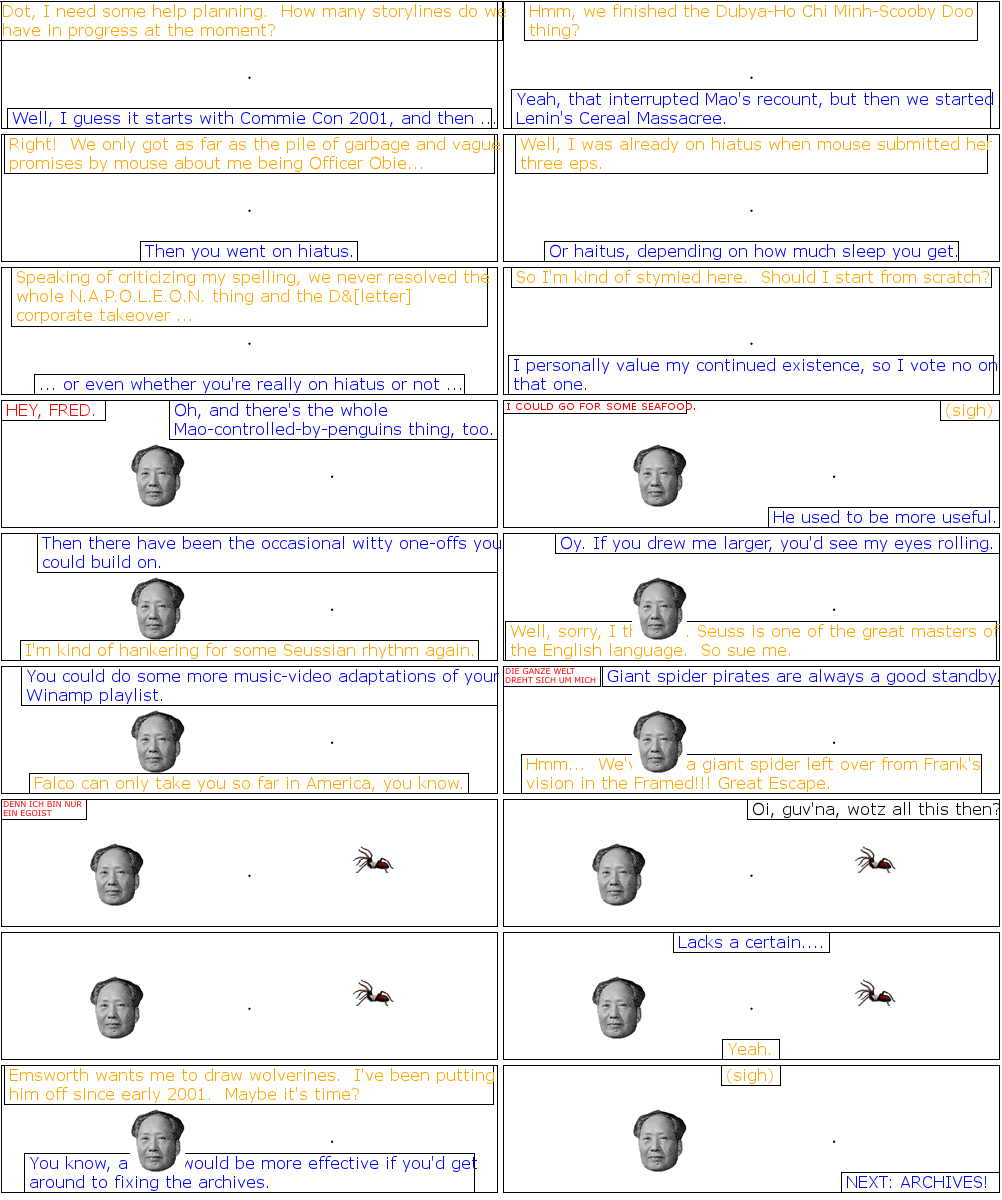 Dot, I need some help planning.  How many storylines do we
have in progress at the moment?
Well, I guess it starts with Commie Con 2001, and then ...
Hmm, we finished the Dubya-Ho Chi Minh-Scooby Doo
thing?
Yeah, that interrupted Mao's recount, but then we started
Lenin's Cereal Massacree.
Right!  We only got as far as the pile of garbage and vague
promises by mouse about me being Officer Obie...
Then you went on hiatus.
Well, I was already on hiatus when mouse submitted her
three eps.
Or haitus, depending on how much sleep you get.
Speaking of criticizing my spelling, we never resolved the
whole N.A.P.O.L.E.O.N. thing and the D&[letter]
corporate takeover ...
... or even whether you're really on hiatus or not ...
So I'm kind of stymied here.  Should I start from scratch?
I personally value my continued existence, so I vote no on
that one.
HEY, FRED.
Oh, and there's the whole
Mao-controlled-by-penguins thing, too.
I COULD GO FOR SOME SEAFOOD.
(sigh)
He used to be more useful.
Then there have been the occasional witty one-offs you
could build on.
I'm kind of hankering for some Seussian rhythm again.
Oy. If you drew me larger, you'd see my eyes rolling.
Well, sorry, I . Seuss is one of the great masters of
the English language.  So sue me.
You could do some more music-video adaptations of your
Winamp playlist.
Falco can only take you so far in America, you know.
DIE GANZE WELT
DREHT SICH UM MICH
Giant spider pirates are always a good standby.
Hmm...  a giant spider left over from Frank's
vision in the Framed!!! Great Escape.
DENN ICH BIN NUR
EIN EGOIST
Oi, guv'na, wotz all this then?
Lacks a certain....
Yeah.
Emsworth wants me to draw wolverines.  I've been putting
him off since early 2001.  Maybe it's time?
You know, a would be more effective if you'd get
around to fixing the archives.
(sigh)
NEXT: ARCHIVES!